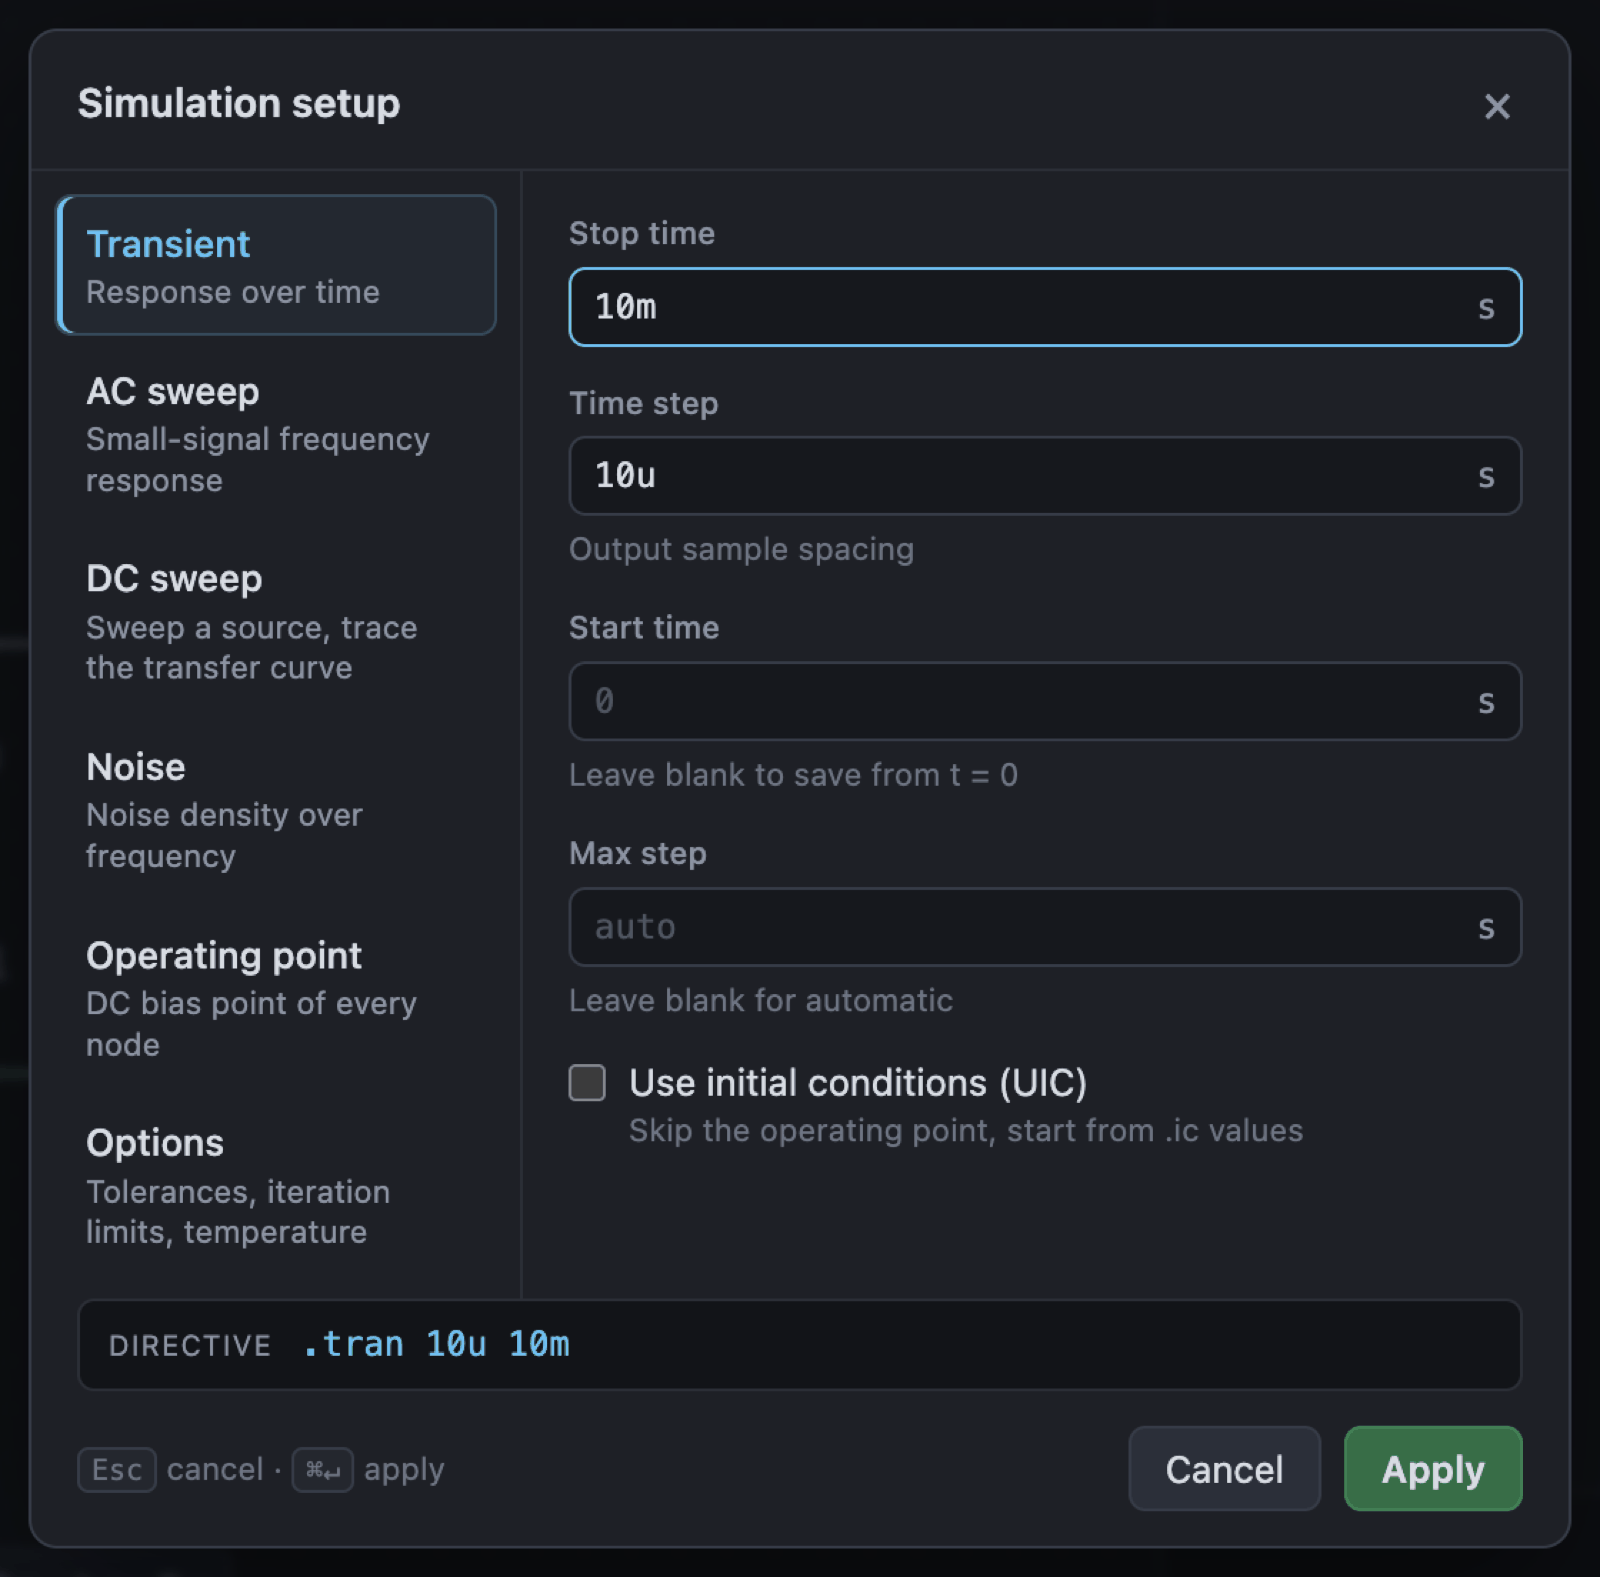 Simulation setup
×
Transient
Response over time
AC sweep
Small-signal frequency
response
DC sweep
Sweep a source, trace
the transfer curve
Noise
Noise density over
frequency
Operating point
DC bias point of every
node
Options
Tolerances, iteration
limits, temperature
Stop time
10m s
Time step
10u s
Output sample spacing
Start time
0 s
Leave blank to save from t = 0
Max step
auto s
Leave blank for automatic
Use initial conditions (UIC)
Skip the operating point, start from .ic values
DIRECTIVE .tran 10u 10m
Esc cancel · ⌘↵ apply
Cancel
Apply